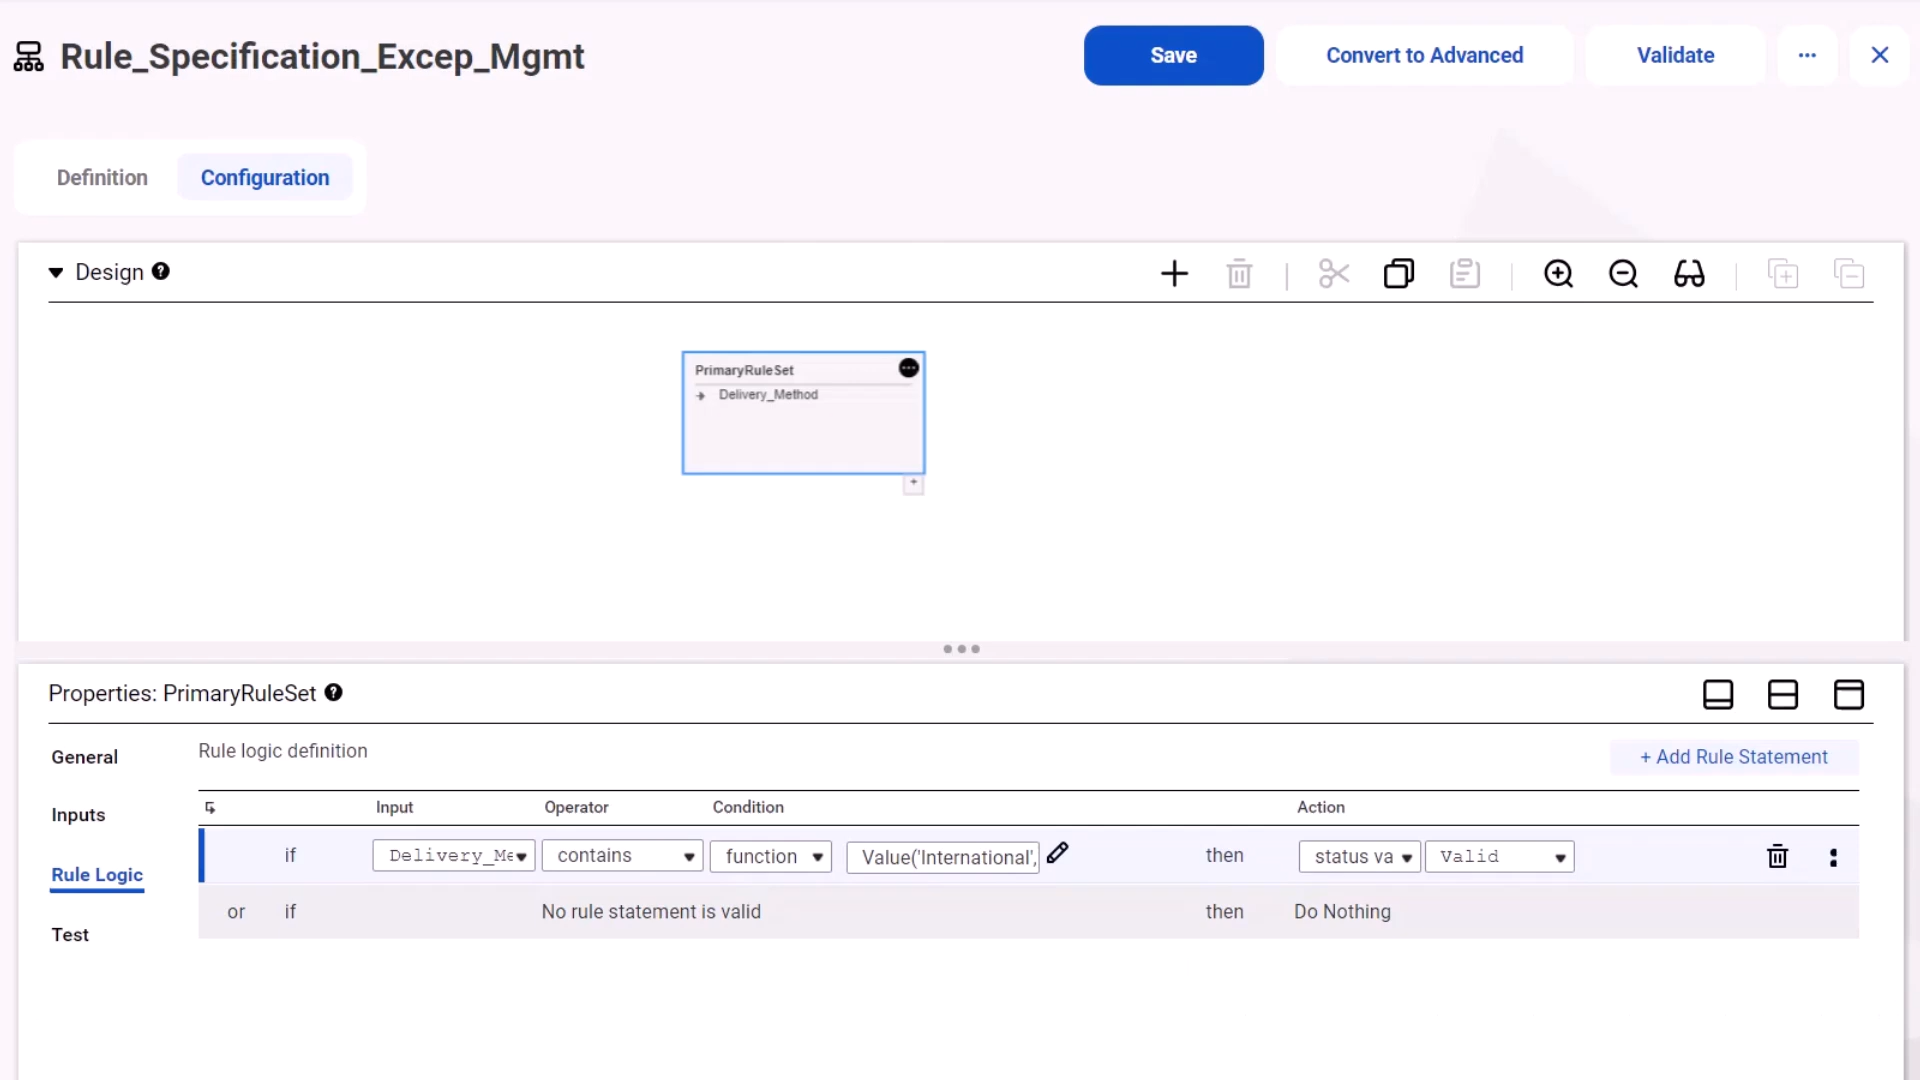 Rule_Specification_Excep_Mgmt
Save
Convert to Advanced
Validate
Definition
Configuration
Design
PrimaryRuleSet
Delivery_Method
Properties: PrimaryRuleSet
General
Rule logic definition
+ Add Rule Statement
Inputs
Input Operator Condition Action
if Delivery_Me contains function Value('International', then status va Valid
Rule Logic
or if No rule statement is valid then Do Nothing
Test